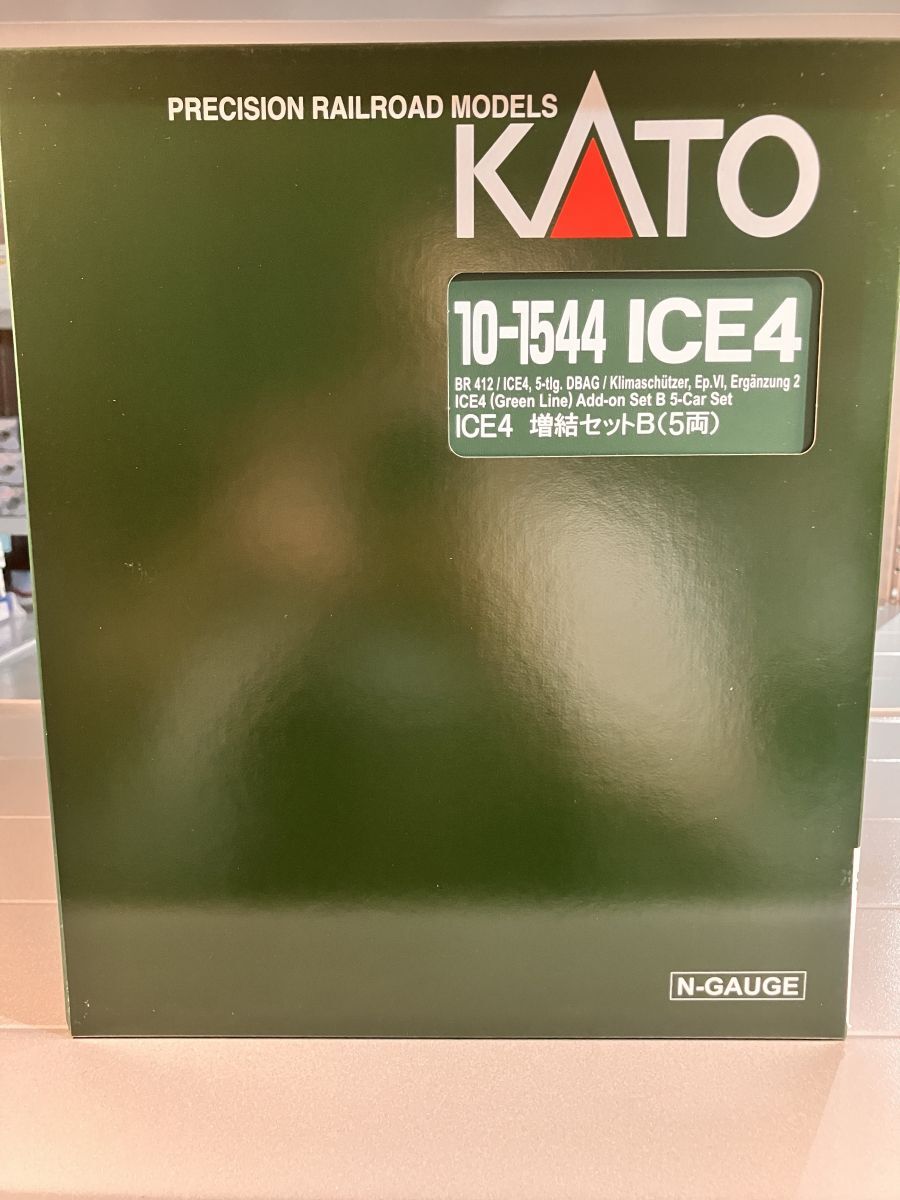 PRECISION RAILROAD MODELS
KATO
10-1544 ICE4
BR 412 / ICE4, 5-tlg. DBAG / Klimaschützer, Ep.VI, Ergänzung 2
ICE4 (Green Line) Add-on Set B 5-Car Set
ICE4 増結セットB(5両)
N-GAUGE